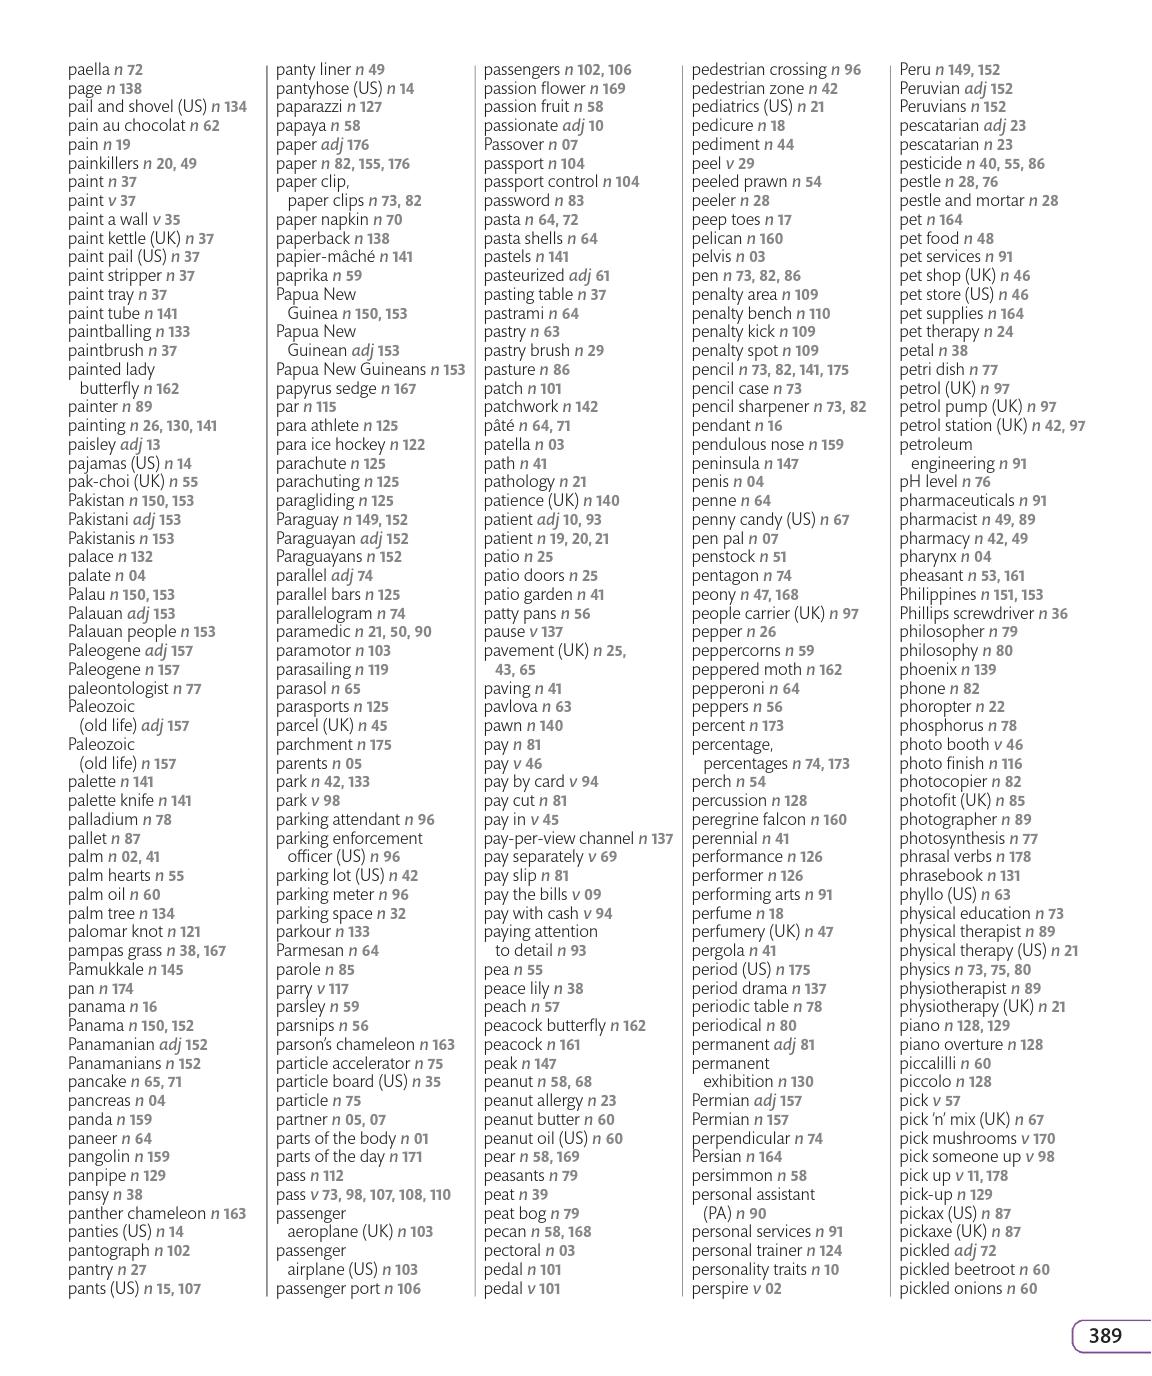 paella n 72
page n 138
pail and shovel (US) n 134
pain au chocolat n 62
pain n 19
painkillers n 20, 49
paint n 37
paint v 37
paint a wall v 35
paint kettle (UK) n 37
paint pail (US) n 37
paint stripper n 37
paint tray n 37
paint tube n 141
paintballing n 133
paintbrush n 37
painted lady
butterfly n 162
painter n 89
painting n 26, 130, 141
paisley adj 13
pajamas (US) n 14
pak-choi (UK) n 55
Pakistan n 150, 153
Pakistani adj 153
Pakistanis n 153
palace n 132
palate n 04
Palau n 150, 153
Palauan adj 153
Palauan people n 153
Paleogene adj 157
Paleogene n 157
paleontologist n 77
Paleozoic
(old life) adj 157
Paleozoic
(old life) n 157
palette n 141
palette knife n 141
palladium n 78
pallet n 87
palm n 02, 41
palm hearts n 55
palm oil n 60
palm tree n 134
palomar knot n 121
pampas grass n 38, 167
Pamukkale n 145
pan n 174
panama n 16
Panama n 150, 152
Panamanian adj 152
Panamanians n 152
pancake n 65, 71
pancreas n 04
panda n 159
paneer n 64
pangolin n 159
panpipe n 129
pansy n 38
panther chameleon n 163
panties (US) n 14
pantograph n 102
pantry n 27
pants (US) n 15, 107
panty liner n 49
pantyhose (US) n 14
paparazzi n 127
papaya n 58
paper adj 176
paper n 82, 155, 176
paper clip,
paper clips n 73, 82
paper napkin n 70
paperback n 138
papier-mâché n 141
paprika n 59
Papua New
Guinea n 150, 153
Papua New
Guinean adj 153
Papua New Guineans n 153
papyrus sedge n 167
par n 115
para athlete n 125
para ice hockey n 122
parachute n 125
parachuting n 125
paragliding n 125
Paraguay n 149, 152
Paraguayan adj 152
Paraguayans n 152
parallel adj 74
parallel bars n 125
parallelogram n 74
paramedic n 21, 50, 90
paramotor n 103
parasailing n 119
parasol n 65
parasports n 125
parcel (UK) n 45
parchment n 175
parents n 05
park n 42, 133
park v 98
parking attendant n 96
parking enforcement
officer (US) n 96
parking lot (US) n 42
parking meter n 96
parking space n 32
parkour n 133
Parmesan n 64
parole n 85
parry v 117
parsley n 59
parsnips n 56
parson's chameleon n 163
particle accelerator n 75
particle board (US) n 35
particle n 75
partner n 05, 07
parts of the body n 01
parts of the day n 171
pass n 112
pass v 73, 98, 107, 108, 110
passenger
aeroplane (UK) n 103
passenger
airplane (US) n 103
passenger port n 106
passengers n 102, 106
passion flower n 169
passion fruit n 58
passionate adj 10
Passover n 07
passport n 104
passport control n 104
password n 83
pasta n 64, 72
pasta shells n 64
pastels n 141
pasteurized adj 61
pasting table n 37
pastrami n 64
pastry n 63
pastry brush n 29
pasture n 86
patch n 101
patchwork n 142
pâté n 64, 71
patella n 03
path n 41
pathology n 21
patience (UK) n 140
patient adj 10, 93
patient n 19, 20, 21
patio n 25
patio doors n 25
patio garden n 41
patty pans n 56
pause v 137
pavement (UK) n 25,
43, 65
paving n 41
pavlova n 63
pawn n 140
pay n 81
pay v 46
pay by card v 94
pay cut n 81
pay in v 45
pay-per-view channel n 137
pay separately v 69
pay slip n 81
pay the bills v 09
pay with cash v 94
paying attention
to detail n 93
pea n 55
peace lily n 38
peach n 57
peacock butterfly n 162
peacock n 161
peak n 147
peanut n 58, 68
peanut allergy n 23
peanut butter n 60
peanut oil (US) n 60
pear n 58, 169
peasants n 79
peat n 39
peat bog n 79
pecan n 58, 168
pectoral n 03
pedal n 101
pedal v 101
pedestrian crossing n 96
pedestrian zone n 42
pediatrics (US) n 21
pedicure n 18
pediment n 44
peel v 29
peeled prawn n 54
peeler n 28
peep toes n 17
pelican n 160
pelvis n 03
pen n 73, 82, 86
penalty area n 109
penalty bench n 110
penalty kick n 109
penalty spot n 109
pencil n 73, 82, 141, 175
pencil case n 73
pencil sharpener n 73, 82
pendant n 16
pendulous nose n 159
peninsula n 147
penis n 04
penne n 64
penny candy (US) n 67
pen pal n 07
penstock n 51
pentagon n 74
peony n 47, 168
people carrier (UK) n 97
pepper n 26
peppercorns n 59
peppered moth n 162
pepperoni n 64
peppers n 56
percent n 173
percentage,
percentages n 74, 173
perch n 54
percussion n 128
peregrine falcon n 160
perennial n 41
performance n 126
performer n 126
performing arts n 91
perfume n 18
perfumery (UK) n 47
pergola n 41
period (US) n 175
period drama n 137
periodic table n 78
periodical n 80
permanent adj 81
permanent
exhibition n 130
Permian adj 157
Permian n 157
perpendicular n 74
Persian n 164
persimmon n 58
personal assistant
(PA) n 90
personal services n 91
personal trainer n 124
personality traits n 10
perspire v 02
Peru n 149, 152
Peruvian adj 152
Peruvians n 152
pescatarian adj 23
pescatarian n 23
pesticide n 40, 55, 86
pestle n 28, 76
pestle and mortar n 28
pet n 164
pet food n 48
pet services n 91
pet shop (UK) n 46
pet store (US) n 46
pet supplies n 164
pet therapy n 24
petal n 38
petri dish n 77
petrol (UK) n 97
petrol pump (UK) n 97
petrol station (UK) n 42, 97
petroleum
engineering n 91
pH level n 76
pharmaceuticals n 91
pharmacist n 49, 89
pharmacy n 42, 49
pharynx n 04
pheasant n 53, 161
Philippines n 151, 153
Phillips screwdriver n 36
philosopher n 79
philosophy n 80
phoenix n 139
phone n 82
phoropter n 22
phosphorus n 78
photo booth v 46
photo finish n 116
photocopier n 82
photofit (UK) n 85
photographer n 89
photosynthesis n 77
phrasal verbs n 178
phrasebook n 131
phyllo (US) n 63
physical education n 73
physical therapist n 89
physical therapy (US) n 21
physics n 73, 75, 80
physiotherapist n 89
physiotherapy (UK) n 21
piano n 128, 129
piano overture n 128
piccalilli n 60
piccolo n 128
pick v 57
pick 'n' mix (UK) n 67
pick mushrooms v 170
pick someone up v 98
pick up v 11, 178
pick-up n 129
pickax (US) n 87
pickaxe (UK) n 87
pickled adj 72
pickled beetroot n 60
pickled onions n 60
389